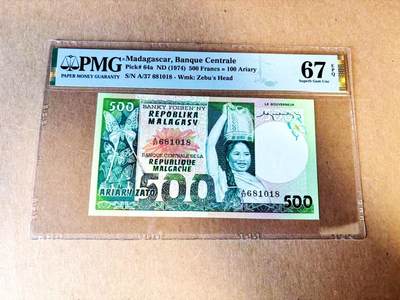 PMG
PAPER MONEY GUARANTY
Madagascar, Banque Centrale
Pick# 64a ND (1974) 500 Francs = 100 Ariary
S/N A/37 681018 - Wmk: Zebu's Head
67 EPQ
Superb Gem Unc
500
BANKY FOIBEN'NY
REPOBLIKA
MALAGASY
A/37 681018
BANQUE CENTRALE DE LA
REPUBLIQUE
MALGACHE
LE GOUVERNEUR
A/37 681018
ARIARY ZATO
500
500